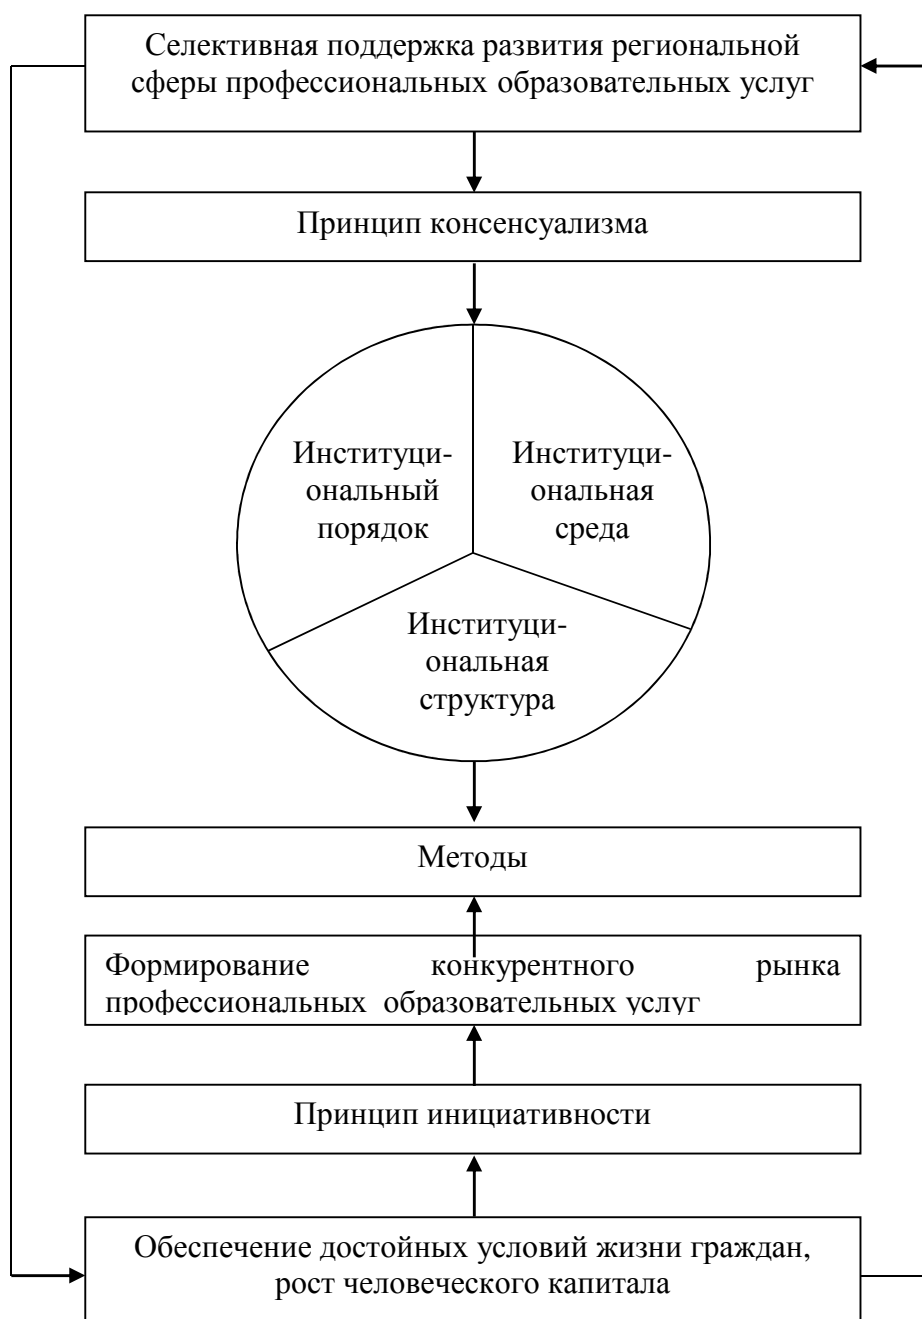 Селективная поддержка развития региональной
сферы профессиональных образовательных услуг
Принцип консенсуализма
Институци-
ональный
порядок
Институци-
ональная
среда
Институци-
ональная
структура
Методы
Формирование конкурентного рынка
профессиональных образовательных услуг
Принцип инициативности
Обеспечение достойных условий жизни граждан,
рост человеческого капитала